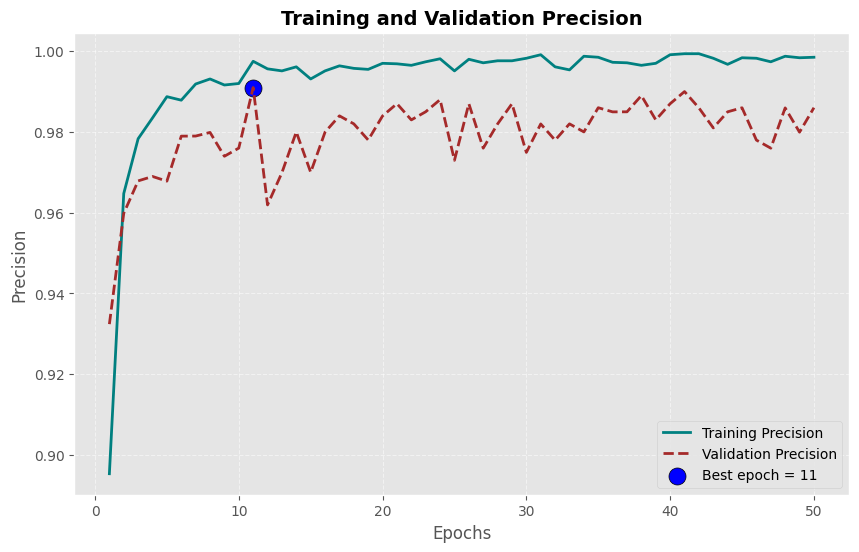 Training and Validation Precision
1.00
0.98
0.96
0.94
0.92
0.90
Precision
0
10
20
30
40
50
Epochs
Training Precision
Validation Precision
Best epoch = 11